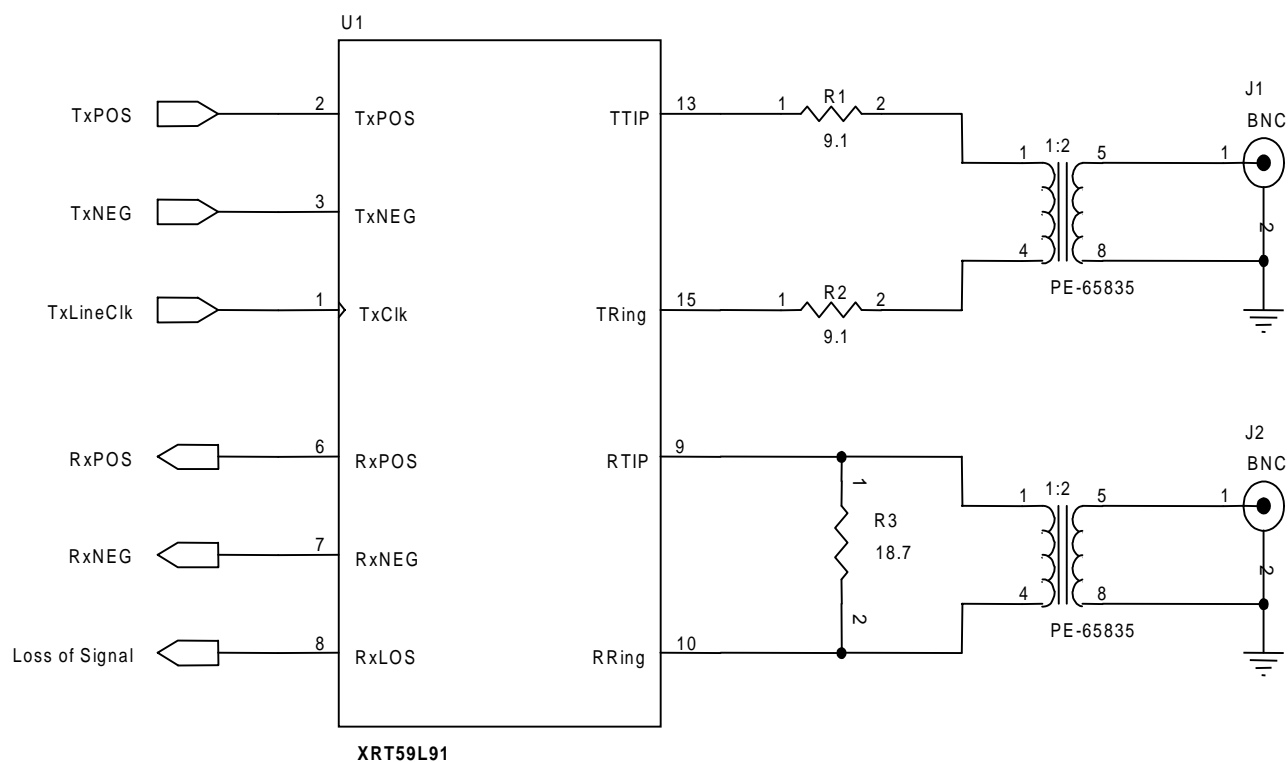 U1
TxPOS
2
TxPOS
TTIP
13
1
R1
2
9.1
1
1:2
5
1
J1
BNC
2
TxNEG
3
TxNEG
4
8
PE-65835
TxLineClk
1
TxClk
TRing
15
1
R2
2
9.1
RxPOS
6
RxPOS
RTIP
9
1
R3
18.7
2
1
1:2
5
1
J2
BNC
2
RxNEG
7
RxNEG
4
8
PE-65835
Loss of Signal
8
RxLOS
RRing
10
XRT59L91